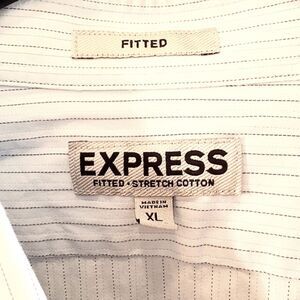 FITTED
EXPRESS
FITTED • STRETCH COTTON
MADE IN
VIETNAM
XL